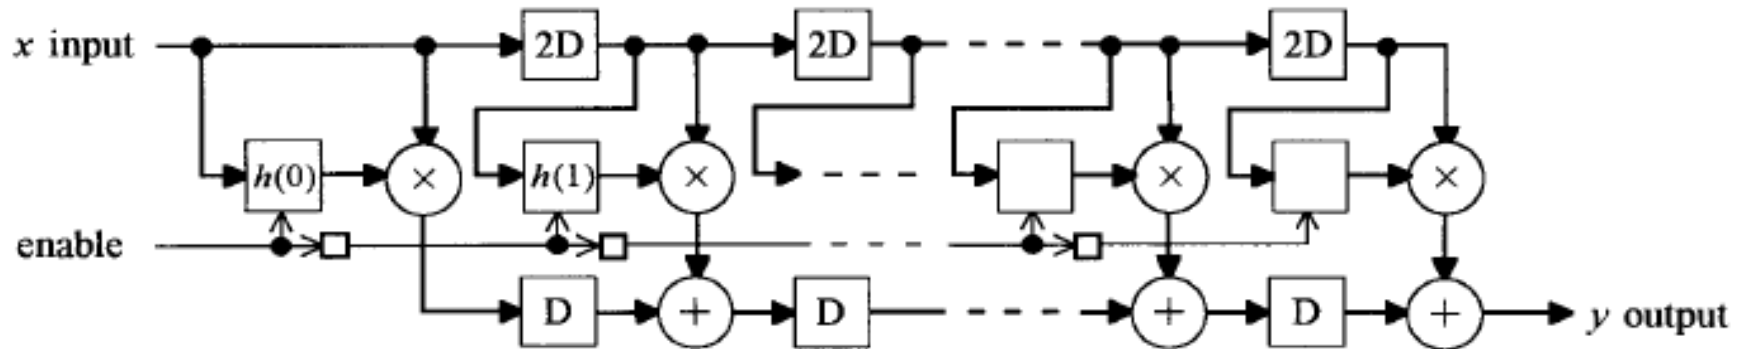 x input 2D 2D 2D
h(0) × h(1) × × ×
enable
D + D + D + y output